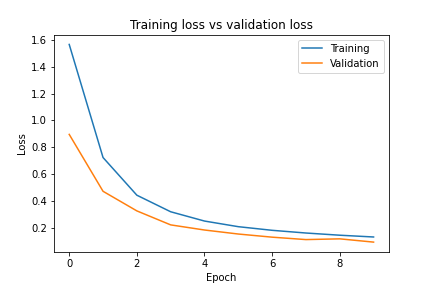 Training loss vs validation loss
Training
Validation
1.6
1.4
1.2
1.0
0.8
0.6
0.4
0.2
Loss
0 2 4 6 8
Epoch